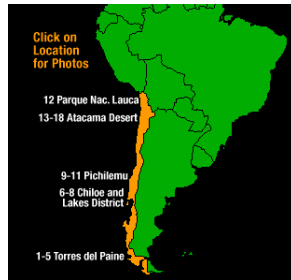 Click on
Location
for Photos
12 Parque Nac. Lauca
13-18 Atacama Desert
9-11 Pichilemu
6-8 Chiloe and
Lakes District
1-5 Torres del Paine